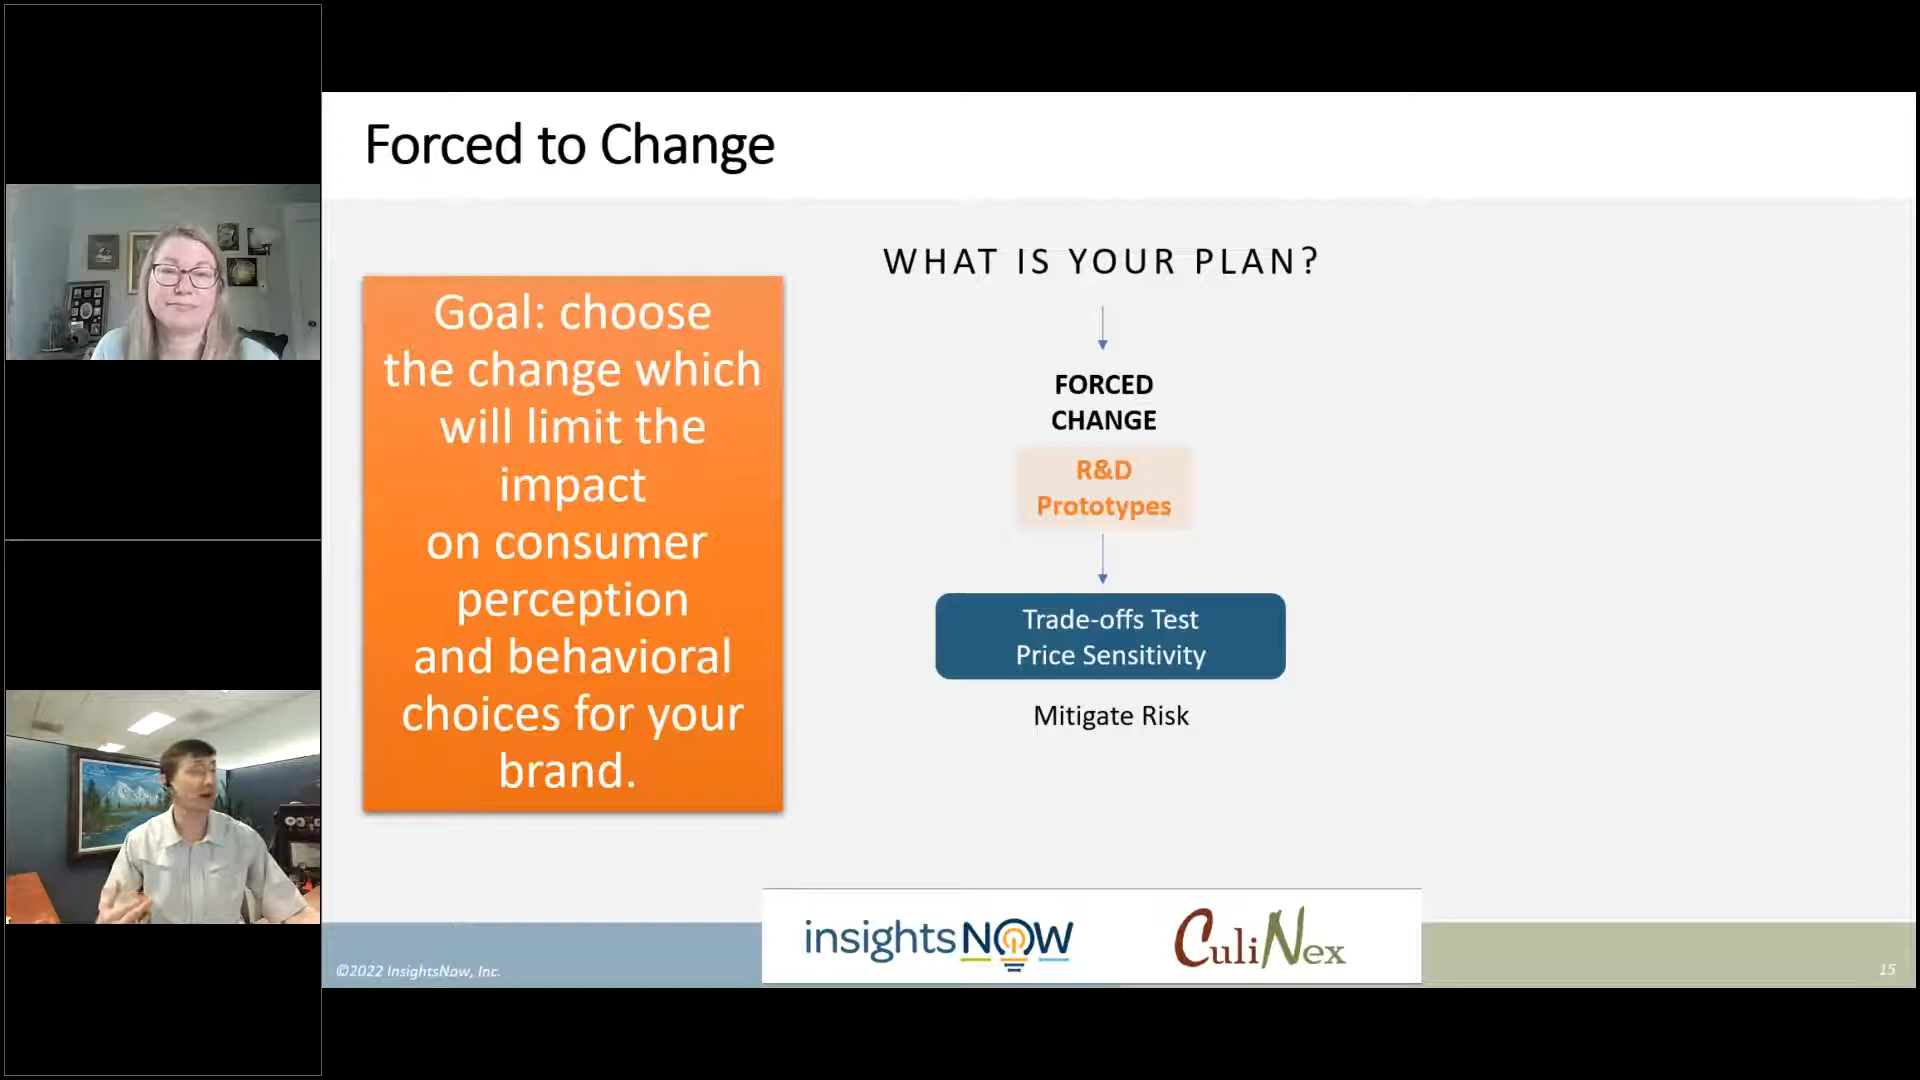 Forced to Change
Goal: choose
the change which
will limit the
impact
on consumer
perception
and behavioral
choices for your
brand.
WHAT IS YOUR PLAN?
FORCED
CHANGE
R&D
Prototypes
Trade-offs Test
Price Sensitivity
Mitigate Risk
insightsNOW
CuliNex
©2022 InsightsNow, Inc.
15